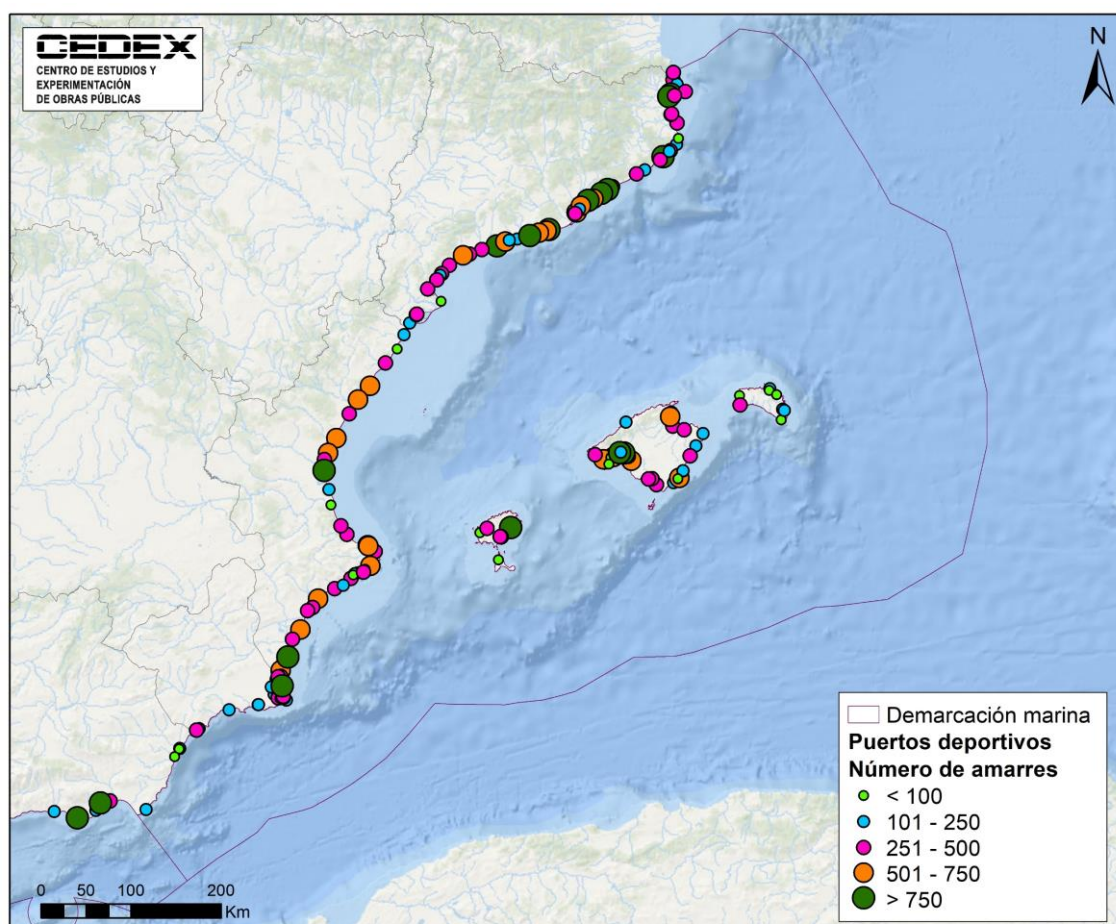 CEDEX
CENTRO DE ESTUDIOS Y
EXPERIMENTACIÓN
DE OBRAS PÚBLICAS
N
Demarcación marina
Puertos deportivos
Número de amarres
< 100
101 - 250
251 - 500
501 - 750
> 750
0 50 100 200
Km